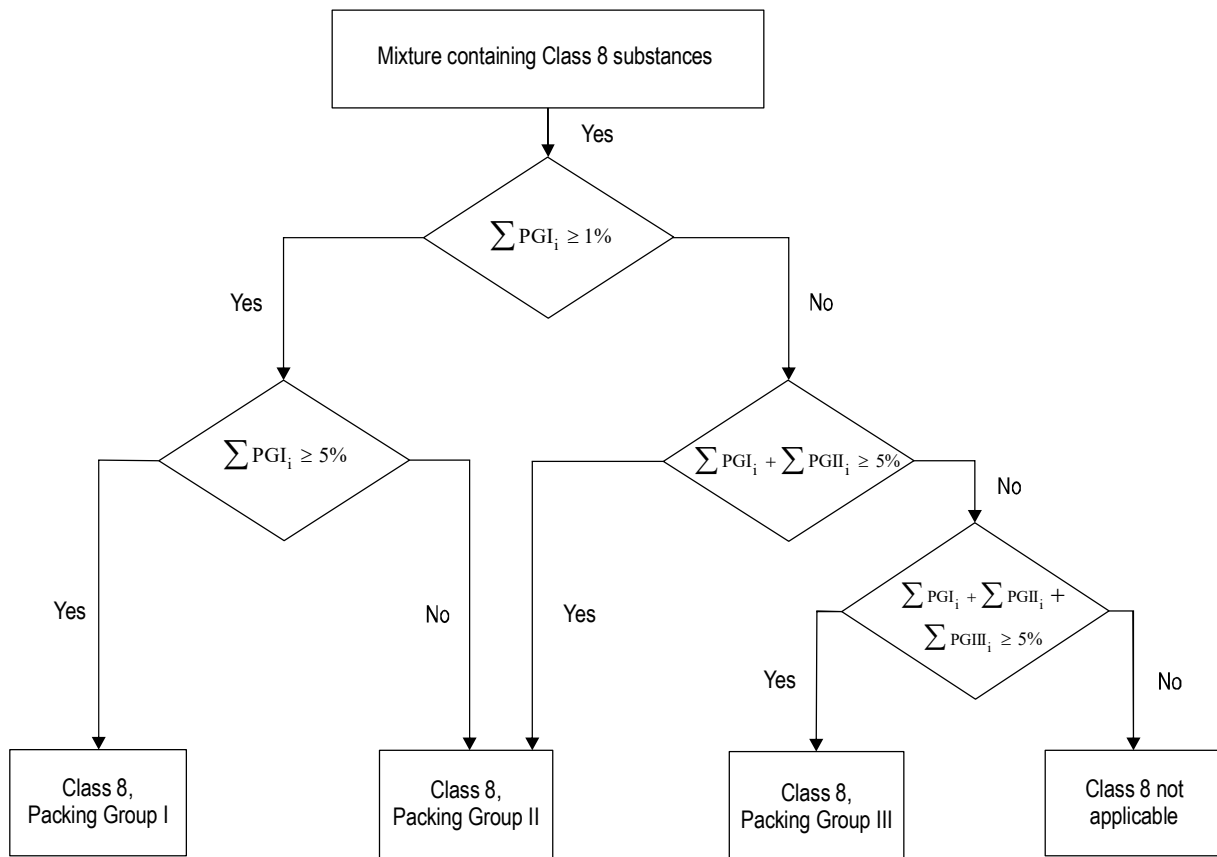 Mixture containing Class 8 substances
Yes
∑ PGI_i ≥ 1%
Yes
No
∑ PGI_i ≥ 5%
∑ PGI_i + ∑ PGII_i ≥ 5%
No
Yes
No
Yes
∑ PGI_i + ∑ PGII_i +
∑ PGIII_i ≥ 5%
Yes
No
Class 8,
Packing Group I
Class 8,
Packing Group II
Class 8,
Packing Group III
Class 8 not
applicable